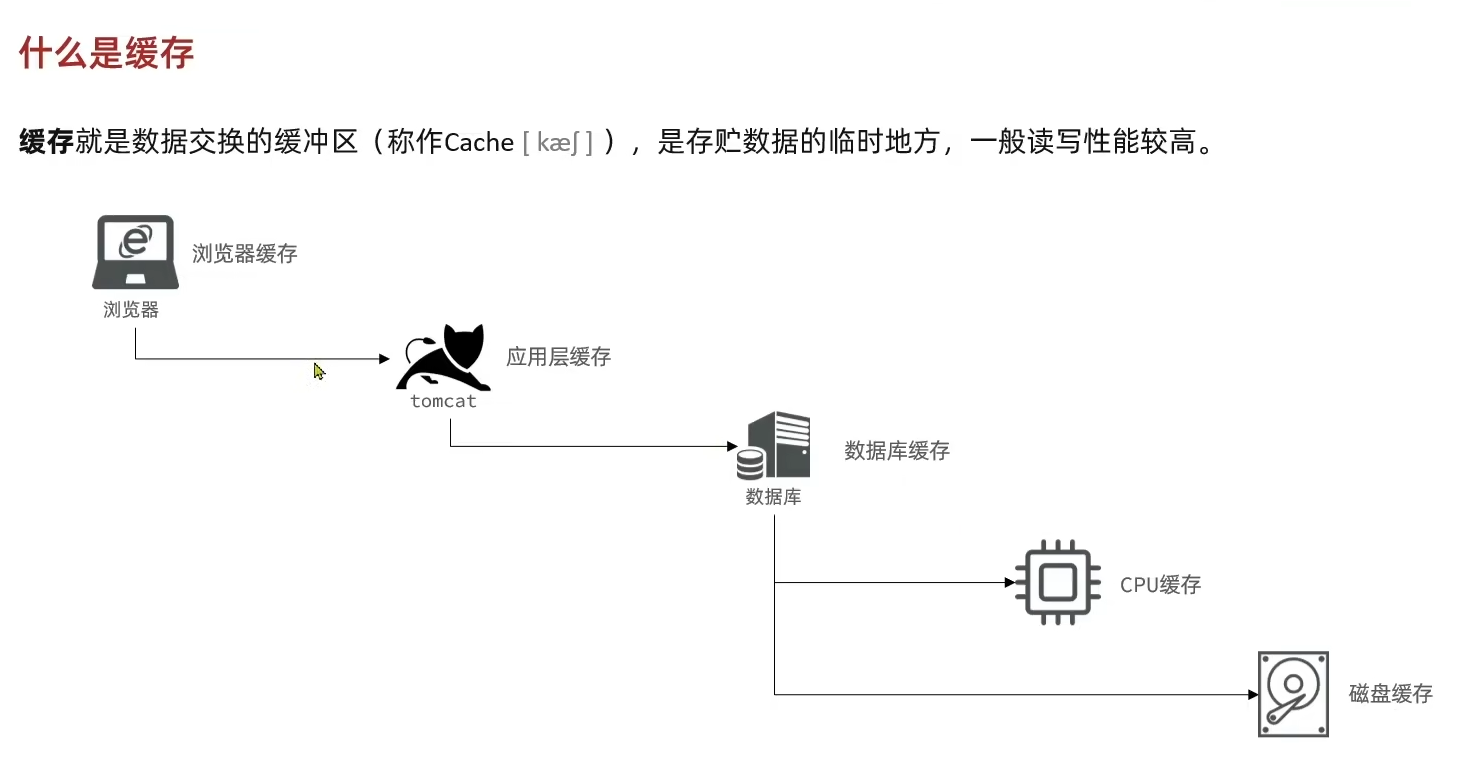 什么是缓存
缓存就是数据交换的缓冲区（称作Cache [ kæʃ ] ），是存贮数据的临时地方，一般读写性能较高。
浏览器缓存
浏览器
应用层缓存
tomcat
数据库缓存
数据库
CPU缓存
磁盘缓存